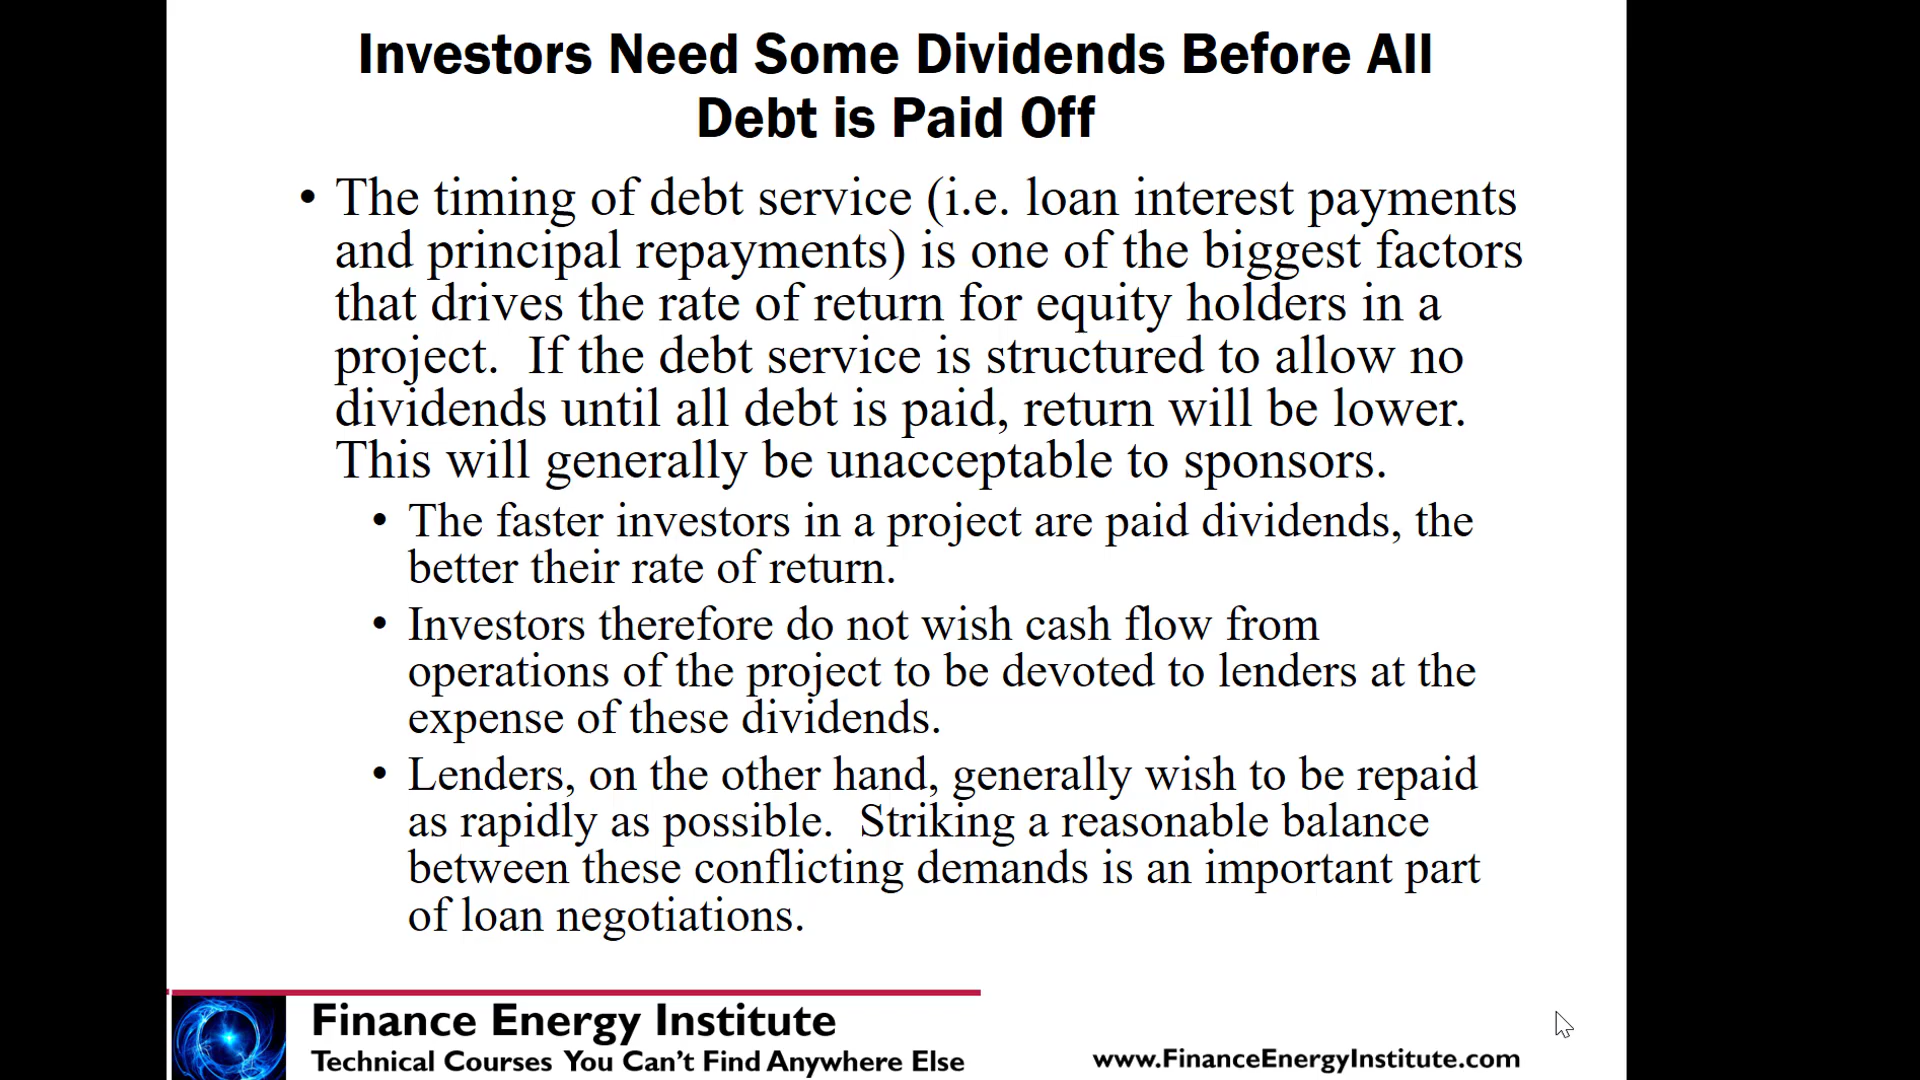 Investors Need Some Dividends Before All
Debt is Paid Off
• The timing of debt service (i.e. loan interest payments
and principal repayments) is one of the biggest factors
that drives the rate of return for equity holders in a
project.  If the debt service is structured to allow no
dividends until all debt is paid, return will be lower.
This will generally be unacceptable to sponsors.
• The faster investors in a project are paid dividends, the
better their rate of return.
• Investors therefore do not wish cash flow from
operations of the project to be devoted to lenders at the
expense of these dividends.
• Lenders, on the other hand, generally wish to be repaid
as rapidly as possible.  Striking a reasonable balance
between these conflicting demands is an important part
of loan negotiations.
Finance Energy Institute
Technical Courses You Can't Find Anywhere Else
www.FinanceEnergyInstitute.com